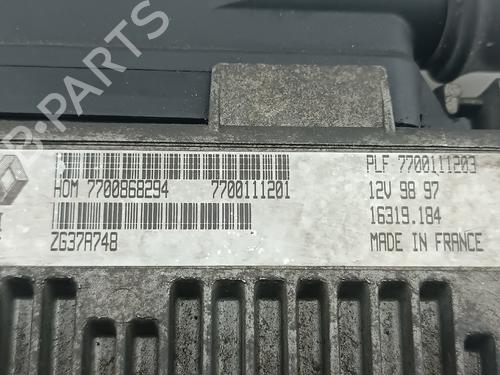 B-PARTS
PLF 7700111203
HOM 7700868294 7700111201
12V 98 97
16319.184
ZG37A748
MADE IN FRANCE